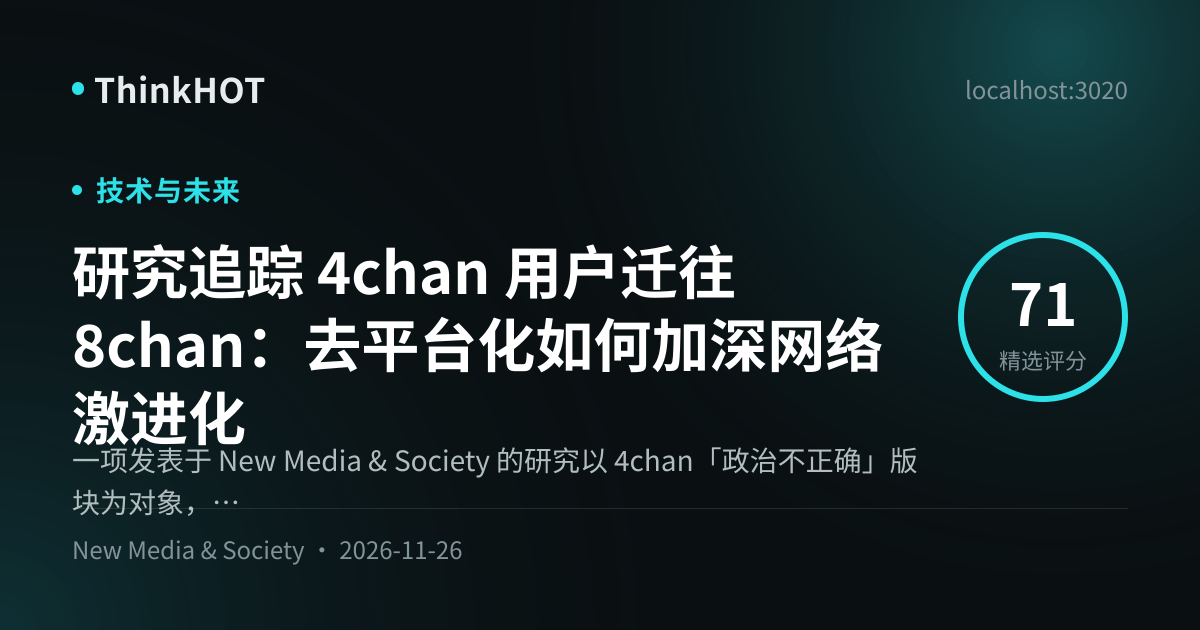 ThinkHOT
localhost:3020
技术与未来
研究追踪 4chan 用户迁往
8chan：去平台化如何加深网络
激进化
71
精选评分
一项发表于 New Media & Society 的研究以 4chan「政治不正确」版
块为对象，…
New Media & Society · 2026-11-26